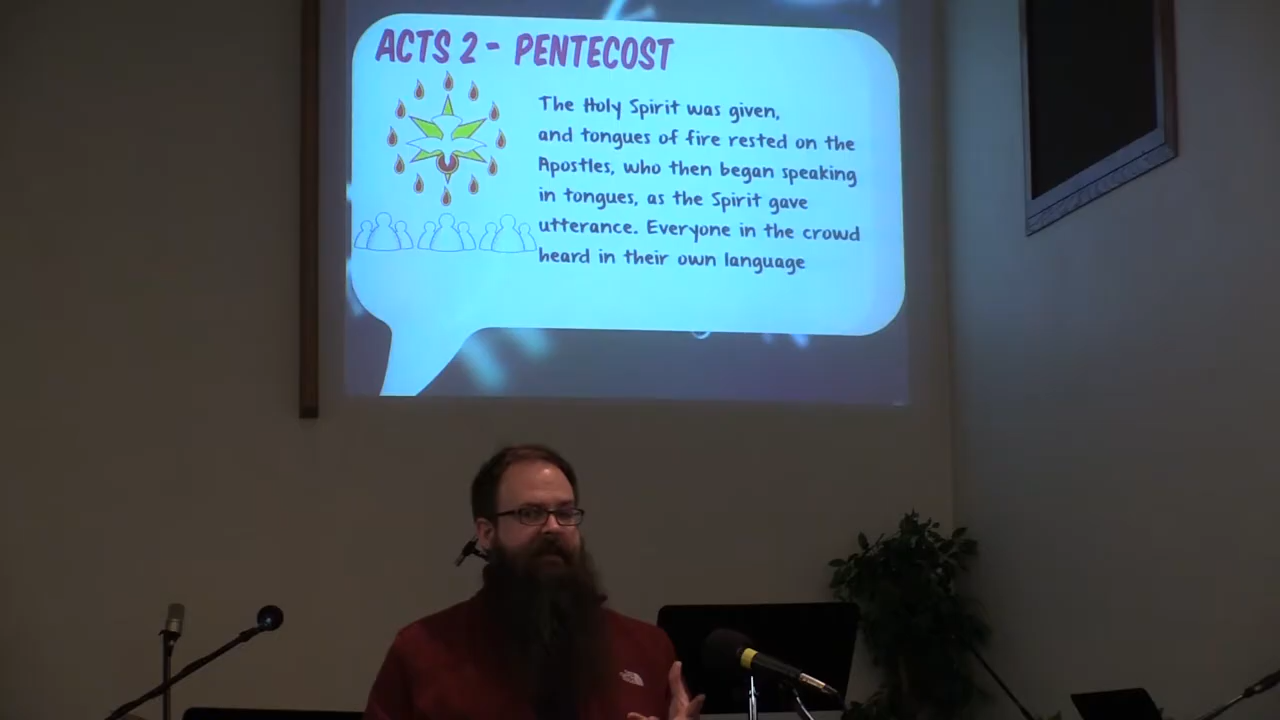 ACTS 2 - PENTECOST
The Holy Spirit was given,
and tongues of fire rested on the
Apostles, who then began speaking
in tongues, as the Spirit gave
utterance. Everyone in the crowd
heard in their own language